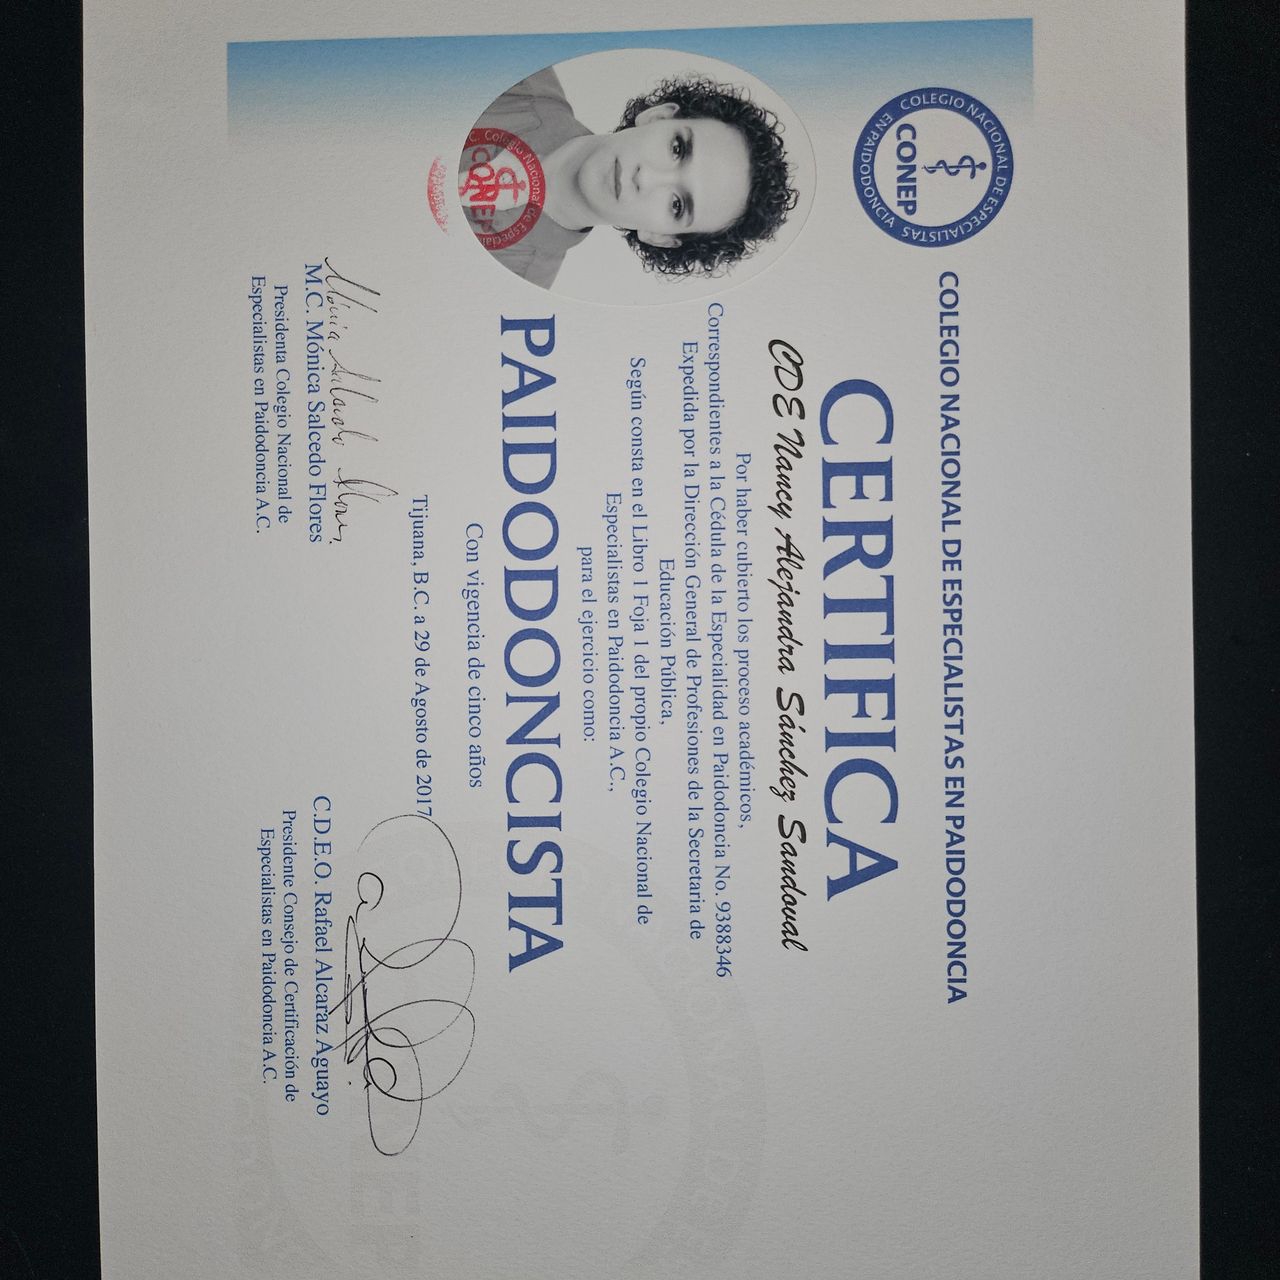 COLEGIO NACIONAL DE ESPECIALISTAS
EN PAIDODONCIA
CONEP
COLEGIO NACIONAL DE ESPECIALISTAS EN PAIDODONCIA
CERTIFICA
CDE Nancy Alejandra Sánchez Sandoval
Por haber cubierto los proceso académicos,
Correspondientes a la Cédula de la Especialidad en Paidodoncia No. 9388346
Expedida por la Dirección General de Profesiones de la Secretaria de
Educación Pública,
Según consta en el Libro 1 Foja 1 del propio Colegio Nacional de
Especialistas en Paidodoncia A.C.,
para el ejercicio como:
PAIDODONCISTA
Con vigencia de cinco años
Tijuana, B.C. a 29 de Agosto de 2017
C. Colegio Nacional de
CONEP
M.C. Mónica Salcedo Flores
Presidenta Colegio Nacional de
Especialistas en Paidodoncia A.C.
C.D.E.O. Rafael Alcaraz Aguayo
Presidente Consejo de Certificación de
Especialistas en Paidodoncia A.C.